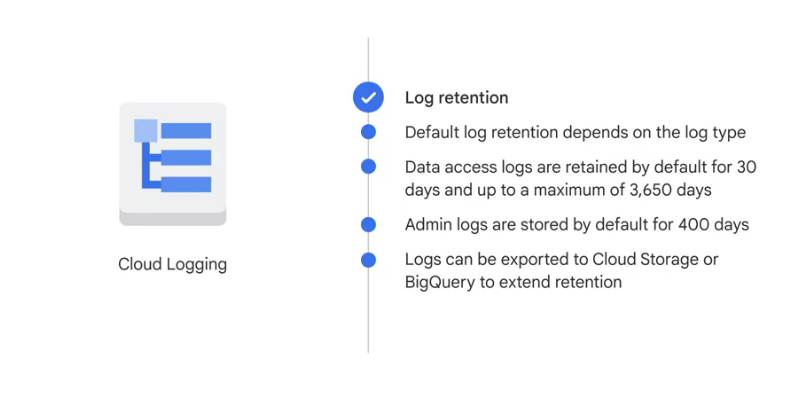 Log retention
Default log retention depends on the log type
Data access logs are retained by default for 30
days and up to a maximum of 3,650 days
Admin logs are stored by default for 400 days
Logs can be exported to Cloud Storage or
BigQuery to extend retention
Cloud Logging